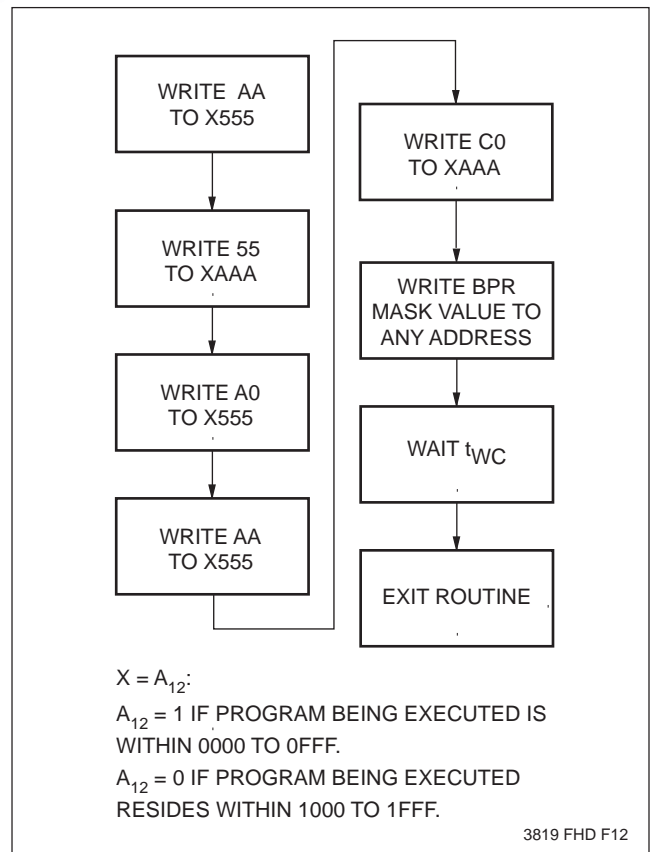 WRITE AA
TO X555
WRITE 55
TO XAAA
WRITE A0
TO X555
WRITE AA
TO X555
WRITE C0
TO XAAA
WRITE BPR
MASK VALUE TO
ANY ADDRESS
WAIT tWC
EXIT ROUTINE
X = A12:
A12 = 1 IF PROGRAM BEING EXECUTED IS
WITHIN 0000 TO 0FFF.
A12 = 0 IF PROGRAM BEING EXECUTED
RESIDES WITHIN 1000 TO 1FFF.
3819 FHD F12